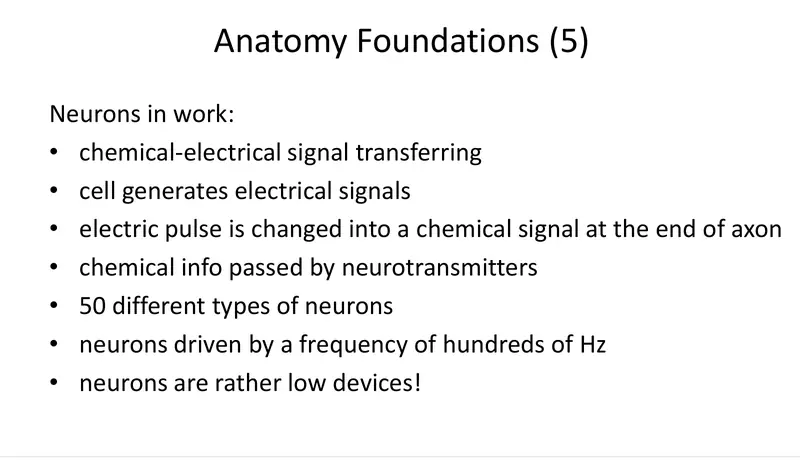 Anatomy Foundations (5)
Neurons in work:
• chemical-electrical signal transferring
• cell generates electrical signals
• electric pulse is changed into a chemical signal at the end of axon
• chemical info passed by neurotransmitters
• 50 different types of neurons
• neurons driven by a frequency of hundreds of Hz
• neurons are rather low devices!